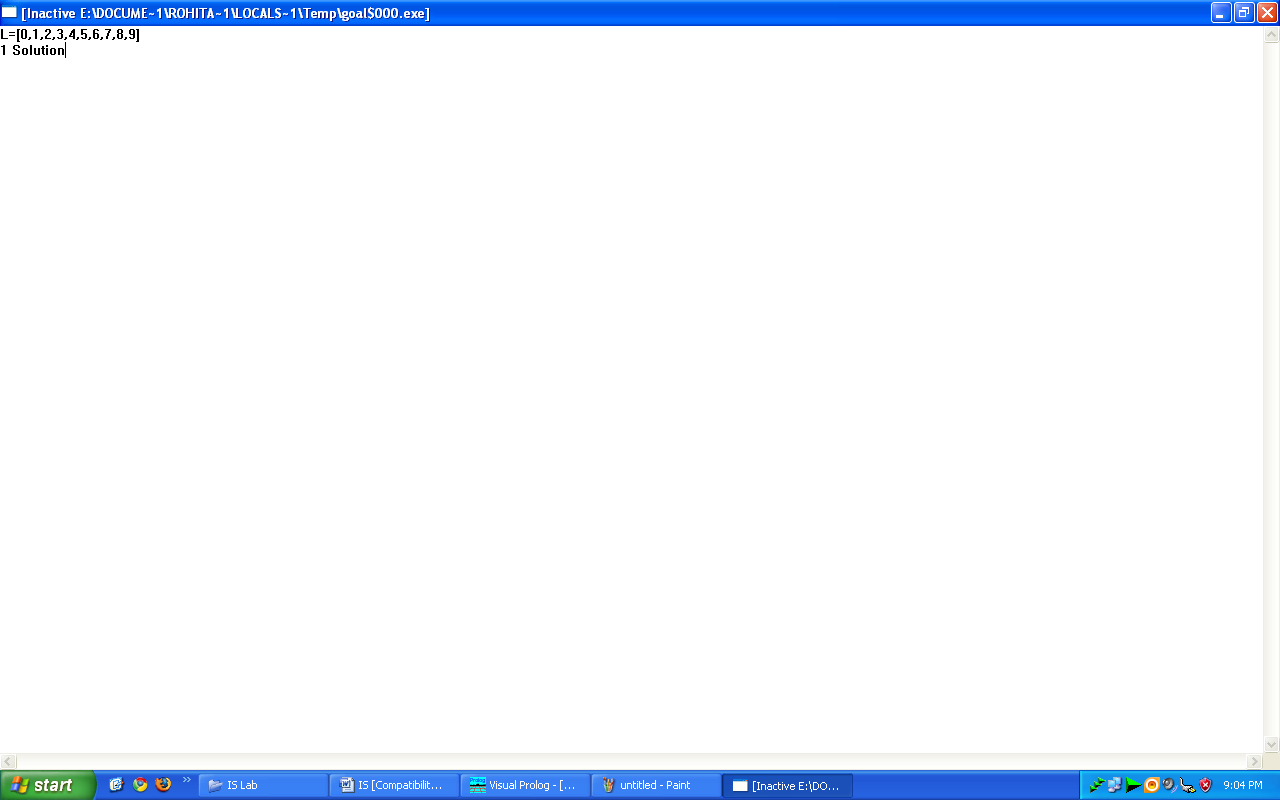 [Inactive E:\DOCUME~1\ROHITA~1\LOCALS~1\Temp\goal$000.exe]
L=[0,1,2,3,4,5,6,7,8,9]
1 Solution
start
IS Lab
IS [Compatibilit...
Visual Prolog - [...
untitled - Paint
[Inactive E:\DO...
9:04 PM